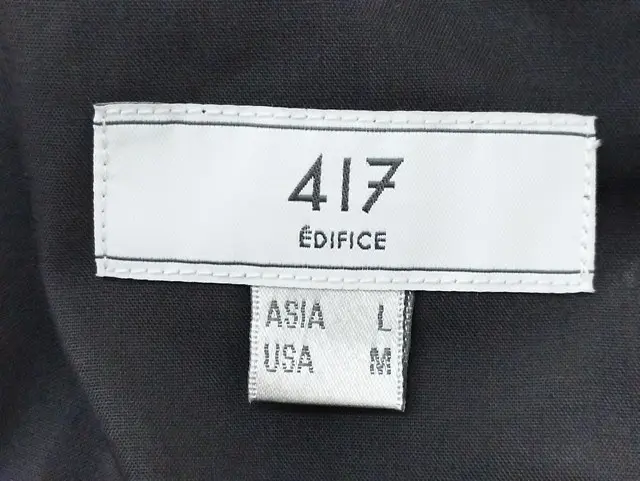 417
ÉDIFICE
ASIA L
USA M